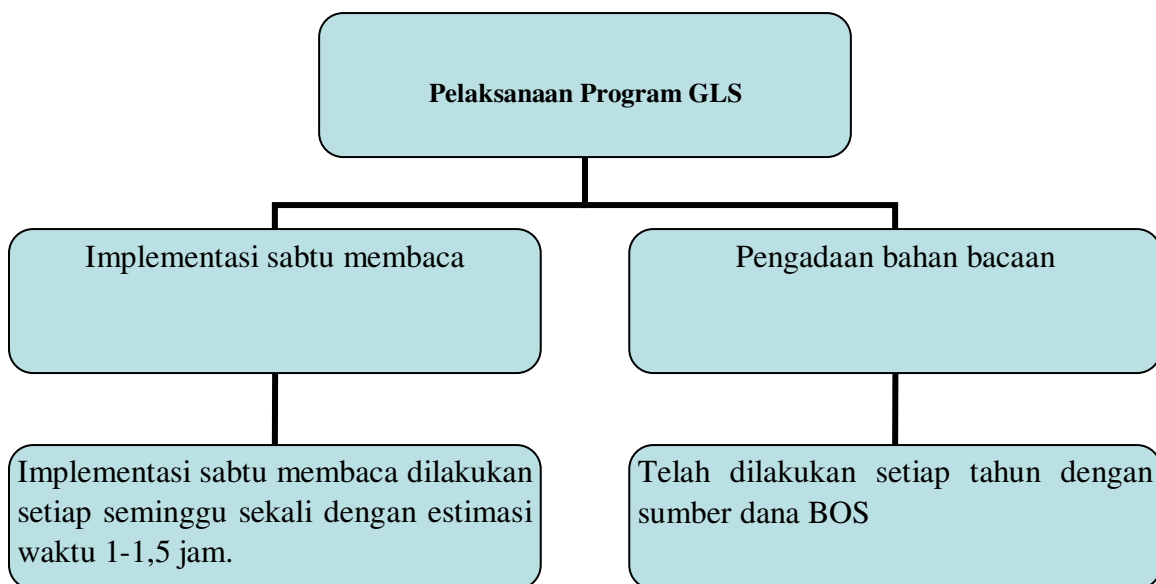 Pelaksanaan Program GLS
Implementasi sabtu membaca
Pengadaan bahan bacaan
Implementasi sabtu membaca dilakukan
setiap seminggu sekali dengan estimasi
waktu 1-1,5 jam.
Telah dilakukan setiap tahun dengan
sumber dana BOS